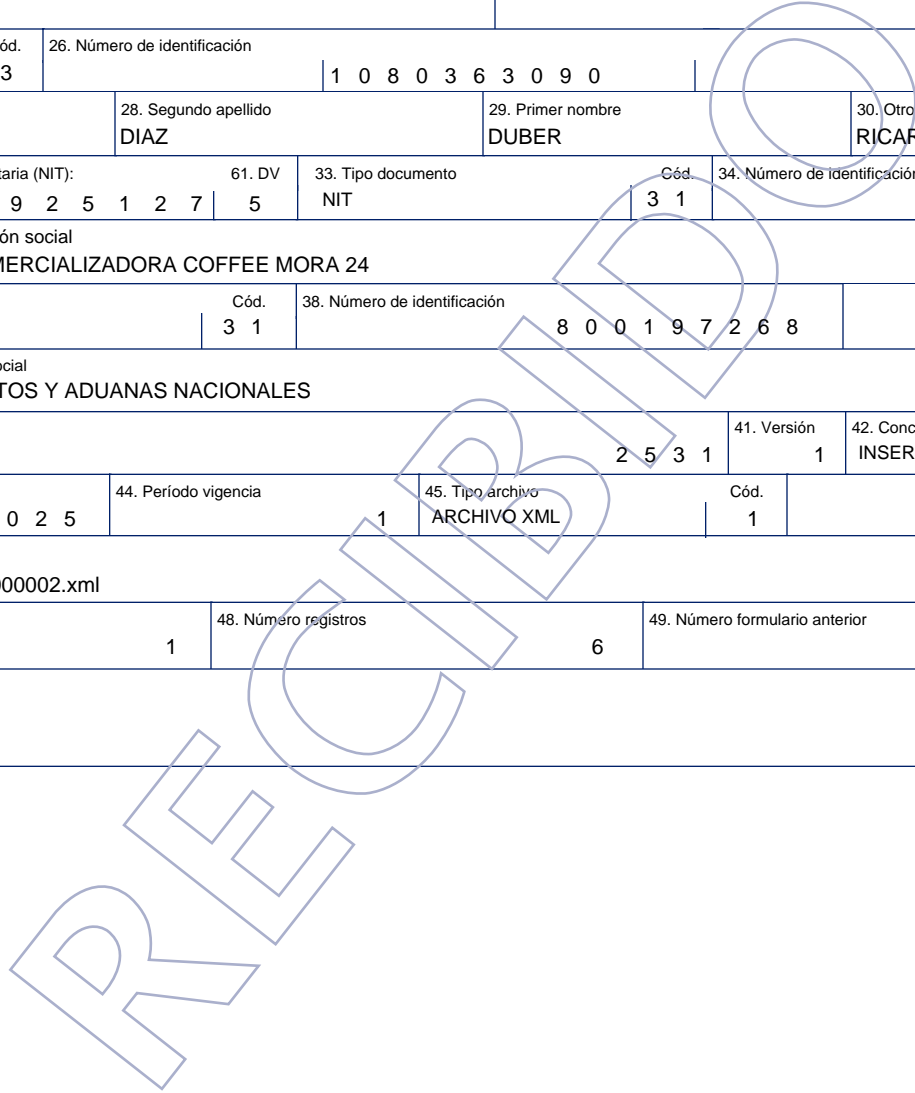 ód. 26. Número de identificación
3 1 0 8 0 3 6 3 0 9 0
28. Segundo apellido 29. Primer nombre 30. Otro
DIAZ DUBER RICAR
taria (NIT): 61. DV 33. Tipo documento Cód. 34. Número de identificación
9 2 5 1 2 7 5 NIT 3 1
ón social
MERCIALIZADORA COFFEE MORA 24
Cód. 38. Número de identificación
3 1 8 0 0 1 9 7 2 6 8
ocial
TOS Y ADUANAS NACIONALES
41. Versión 42. Conc
2 5 3 1 1 INSER
44. Período vigencia 45. Tipo archivo Cód.
0 2 5 1 ARCHIVO XML 1
000002.xml
48. Número registros 49. Número formulario anterior
1 6
RECIBIDO